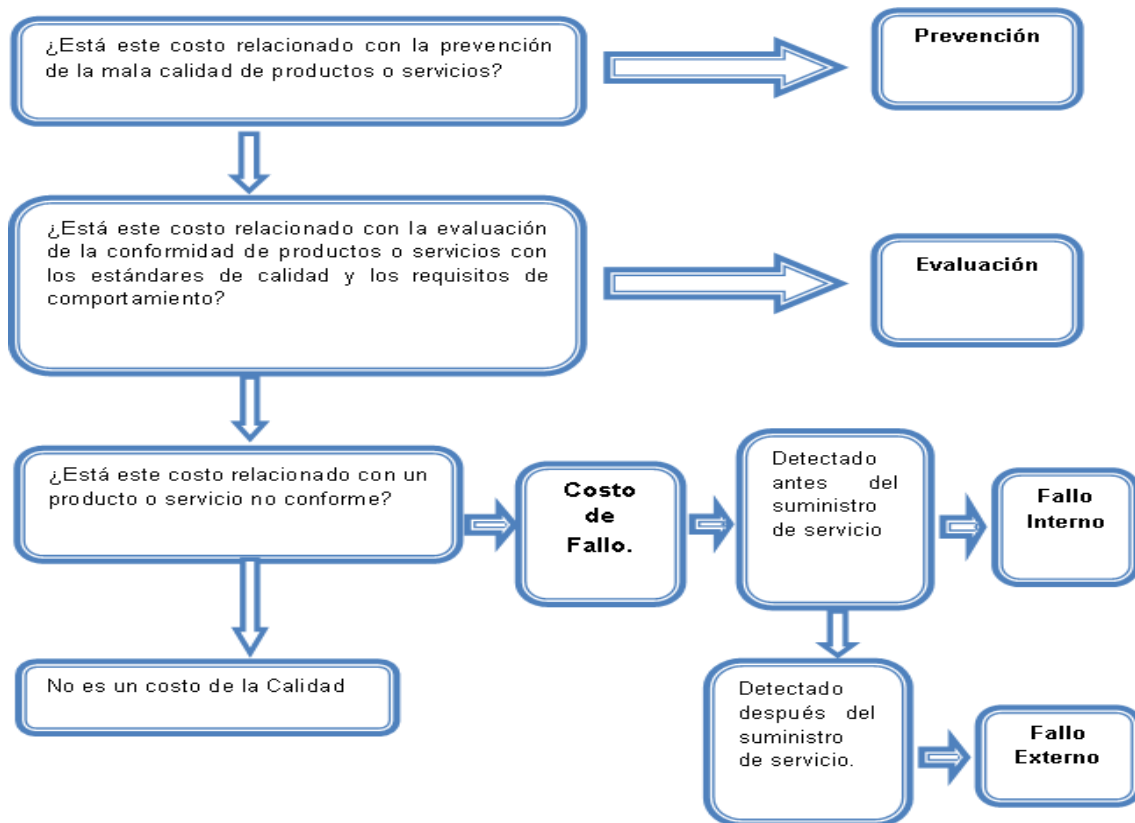 ¿Está este costo relacionado con la prevención
de la mala calidad de productos o servicios?
Prevención
¿Está este costo relacionado con la evaluación
de la conformidad de productos o servicios con
los estándares de calidad y los requisitos de
comportamiento?
Evaluación
¿Está este costo relacionado con un
producto o servicio no conforme?
Costo
de
Fallo.
Detectado
antes del
suministro
de servicio
Fallo
Interno
No es un costo de la Calidad
Detectado
después del
suministro
de servicio.
Fallo
Externo